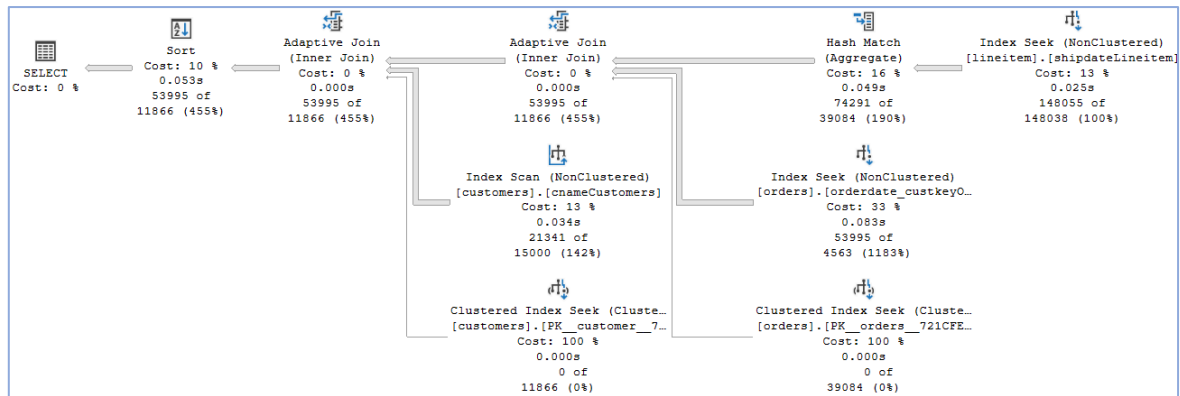 SELECT
Cost: 0 %
Sort
Cost: 10 %
0.053s
53995 of
11866 (455%)
Adaptive Join
(Inner Join)
Cost: 0 %
0.000s
53995 of
11866 (455%)
Adaptive Join
(Inner Join)
Cost: 0 %
0.000s
53995 of
11866 (455%)
Hash Match
(Aggregate)
Cost: 16 %
0.049s
74291 of
39084 (190%)
Index Seek (NonClustered)
[lineitem].[shipdateLineitem]
Cost: 13 %
0.025s
148055 of
148038 (100%)
Index Scan (NonClustered)
[customers].[cnameCustomers]
Cost: 13 %
0.034s
21341 of
15000 (142%)
Index Seek (NonClustered)
[orders].[orderdate_custkeyO…
Cost: 33 %
0.083s
53995 of
4563 (1183%)
Clustered Index Seek (Cluste…
[customers].[PK__customer__7…
Cost: 100 %
0.000s
0 of
11866 (0%)
Clustered Index Seek (Cluste…
[orders].[PK__orders__721CFE…
Cost: 100 %
0.000s
0 of
39084 (0%)